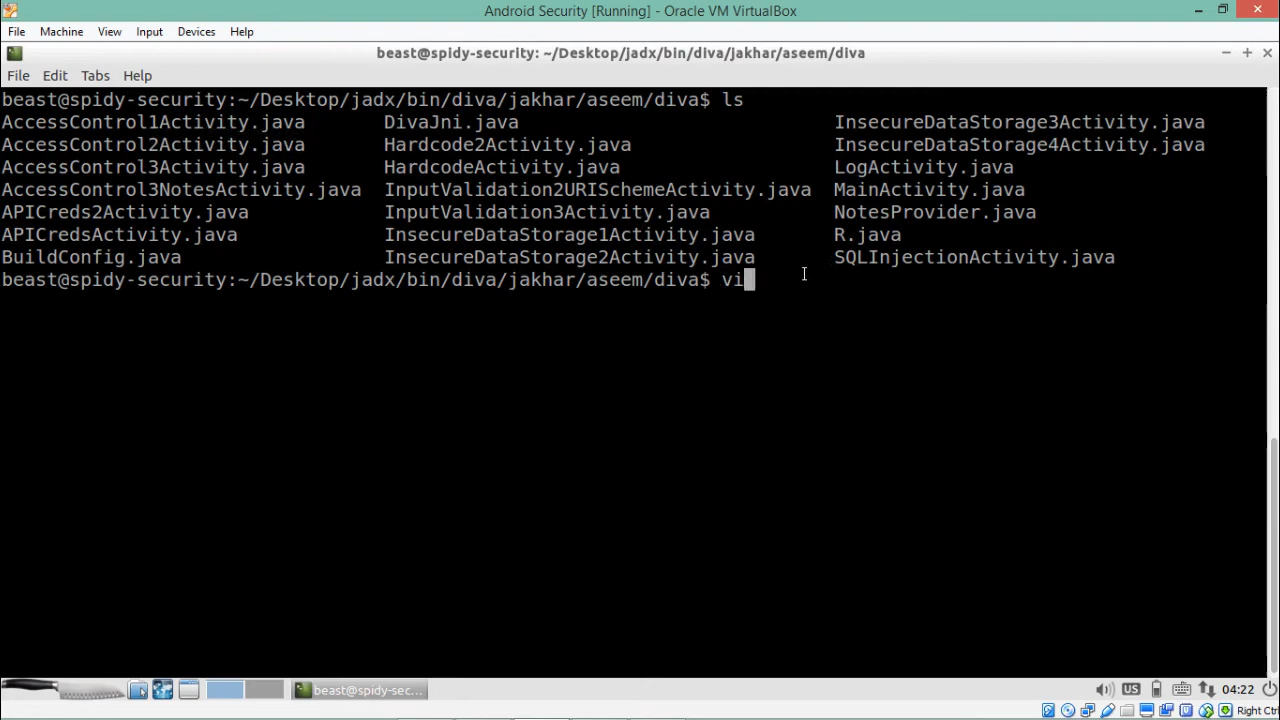 Android Security [Running] - Oracle VM VirtualBox
File Machine View Input Devices Help
beast@spidy-security: ~/Desktop/jadx/bin/diva/jakhar/aseem/diva
File Edit Tabs Help
beast@spidy-security:~/Desktop/jadx/bin/diva/jakhar/aseem/diva$ ls
AccessControl1Activity.java DivaJni.java InsecureDataStorage3Activity.java
AccessControl2Activity.java Hardcode2Activity.java InsecureDataStorage4Activity.java
AccessControl3Activity.java HardcodeActivity.java LogActivity.java
AccessControl3NotesActivity.java InputValidation2URISchemeActivity.java MainActivity.java
APICreds2Activity.java InputValidation3Activity.java NotesProvider.java
APICredsActivity.java InsecureDataStorage1Activity.java R.java
BuildConfig.java InsecureDataStorage2Activity.java SQLInjectionActivity.java
beast@spidy-security:~/Desktop/jadx/bin/diva/jakhar/aseem/diva$ vi
beast@spidy-sec... US 04:22
Right Ctrl